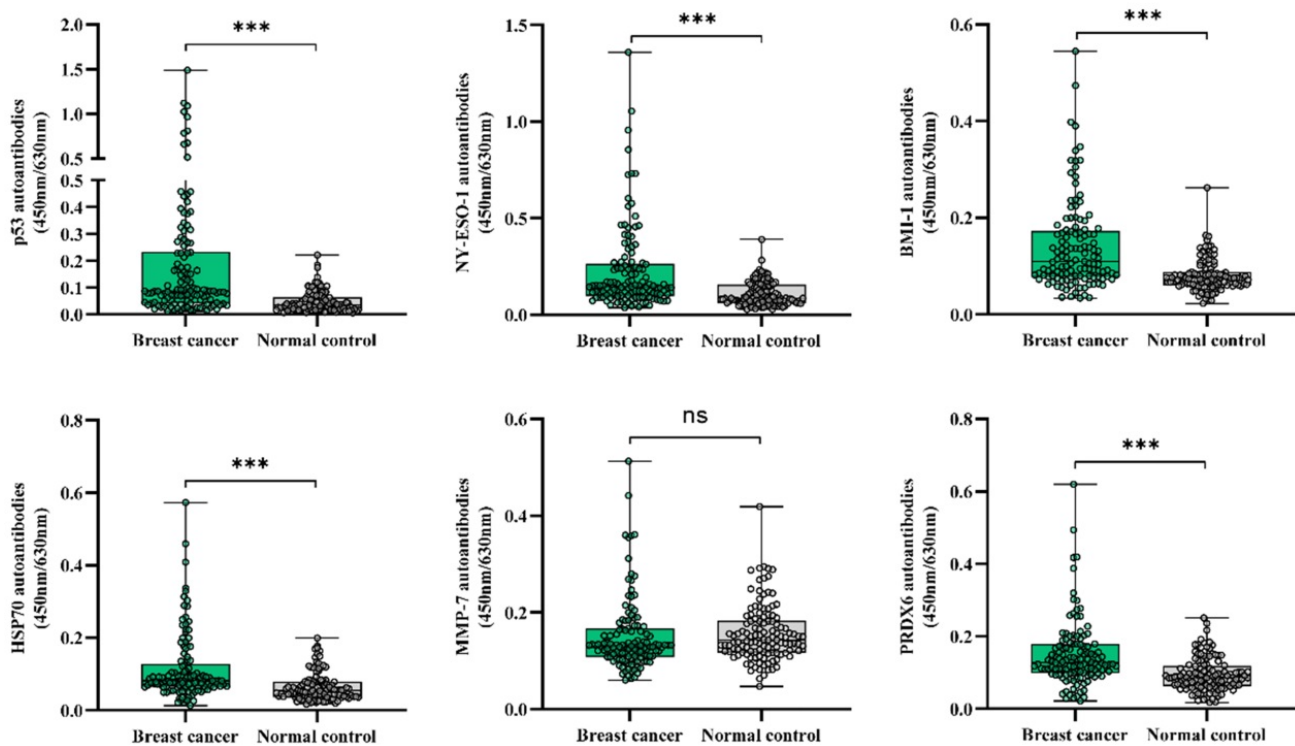 2.0
***
1.5
1.0
0.5
0.5
0.4
0.3
0.2
0.1
0.0
p53 autoantibodies
(450nm/630nm)
Breast cancer
Normal control
1.5
***
1.0
0.5
0.0
NY-ESO-1 autoantibodies
(450nm/630nm)
Breast cancer
Normal control
0.6
***
0.4
0.2
0.0
BMI-1 autoantibodies
(450nm/630nm)
Breast cancer
Normal control
0.8
***
0.6
0.4
0.2
0.0
HSP70 autoantibodies
(450nm/630nm)
Breast cancer
Normal control
0.6
ns
0.4
0.2
0.0
MMP-7 autoantibodies
(450nm/630nm)
Breast cancer
Normal control
0.8
***
0.6
0.4
0.2
0.0
PRDX6 autoantibodies
(450nm/630nm)
Breast cancer
Normal control